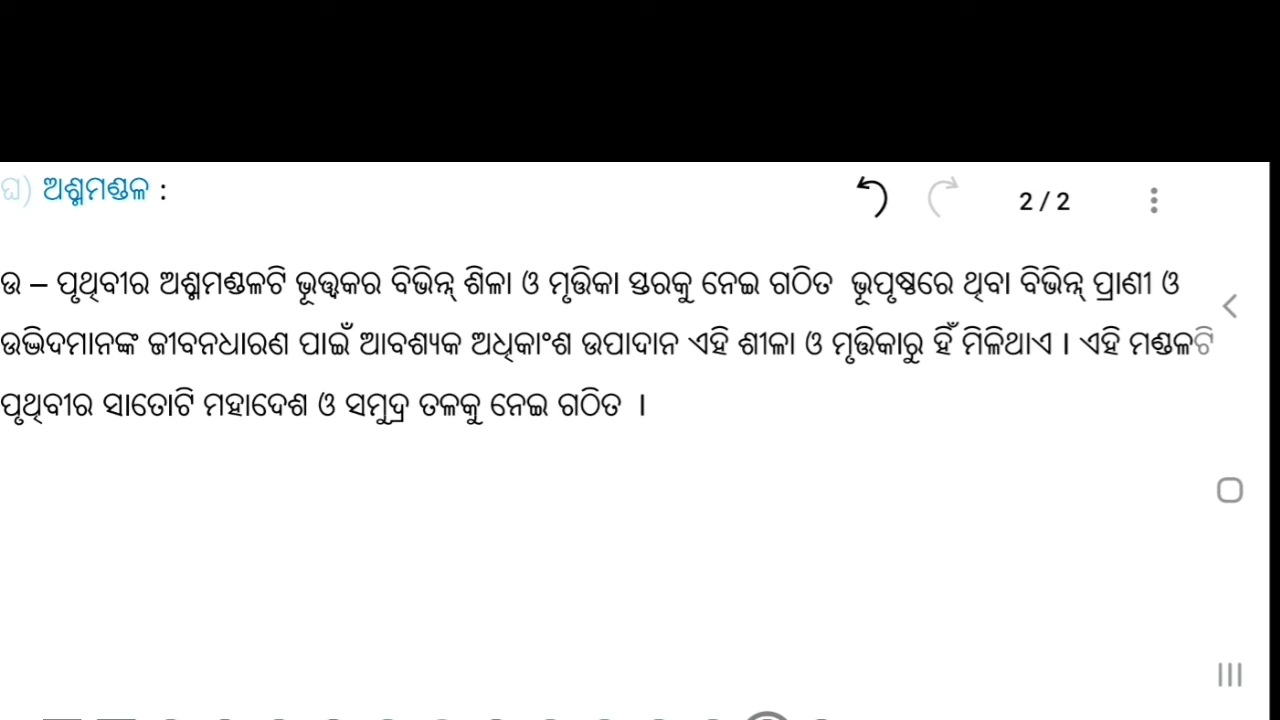 ଘ) ଅଶ୍ମମଣ୍ଡଳ :
2 / 2
ଉ – ପୃଥିବୀର ଅଶ୍ମମଣ୍ଡଳଟି ଭୂତ୍ତ୍ଵକର ବିଭିନ୍ନ୍ ଶିଳା ଓ ମୃତ୍ତିକା ସ୍ତରକୁ ନେଇ ଗଠିତ ଭୂପୃଷ୍ଠରେ ଥିବା ବିଭିନ୍ନ୍ ପ୍ରାଣୀ ଓ
ଉଦ୍ଭିଦମାନଙ୍କ ଜୀବନଧାରଣ ପାଇଁ ଆବଶ୍ୟକ ଅଧିକାଂଶ ଉପାଦାନ ଏହି ଶୀଳା ଓ ମୃତ୍ତିକାରୁ ହିଁ ମିଳିଥାଏ । ଏହି ମଣ୍ଡଳଟି
ପୃଥିବୀର ସାତୋଟି ମହାଦେଶ ଓ ସମୁଦ୍ର ତଳକୁ ନେଇ ଗଠିତ ।